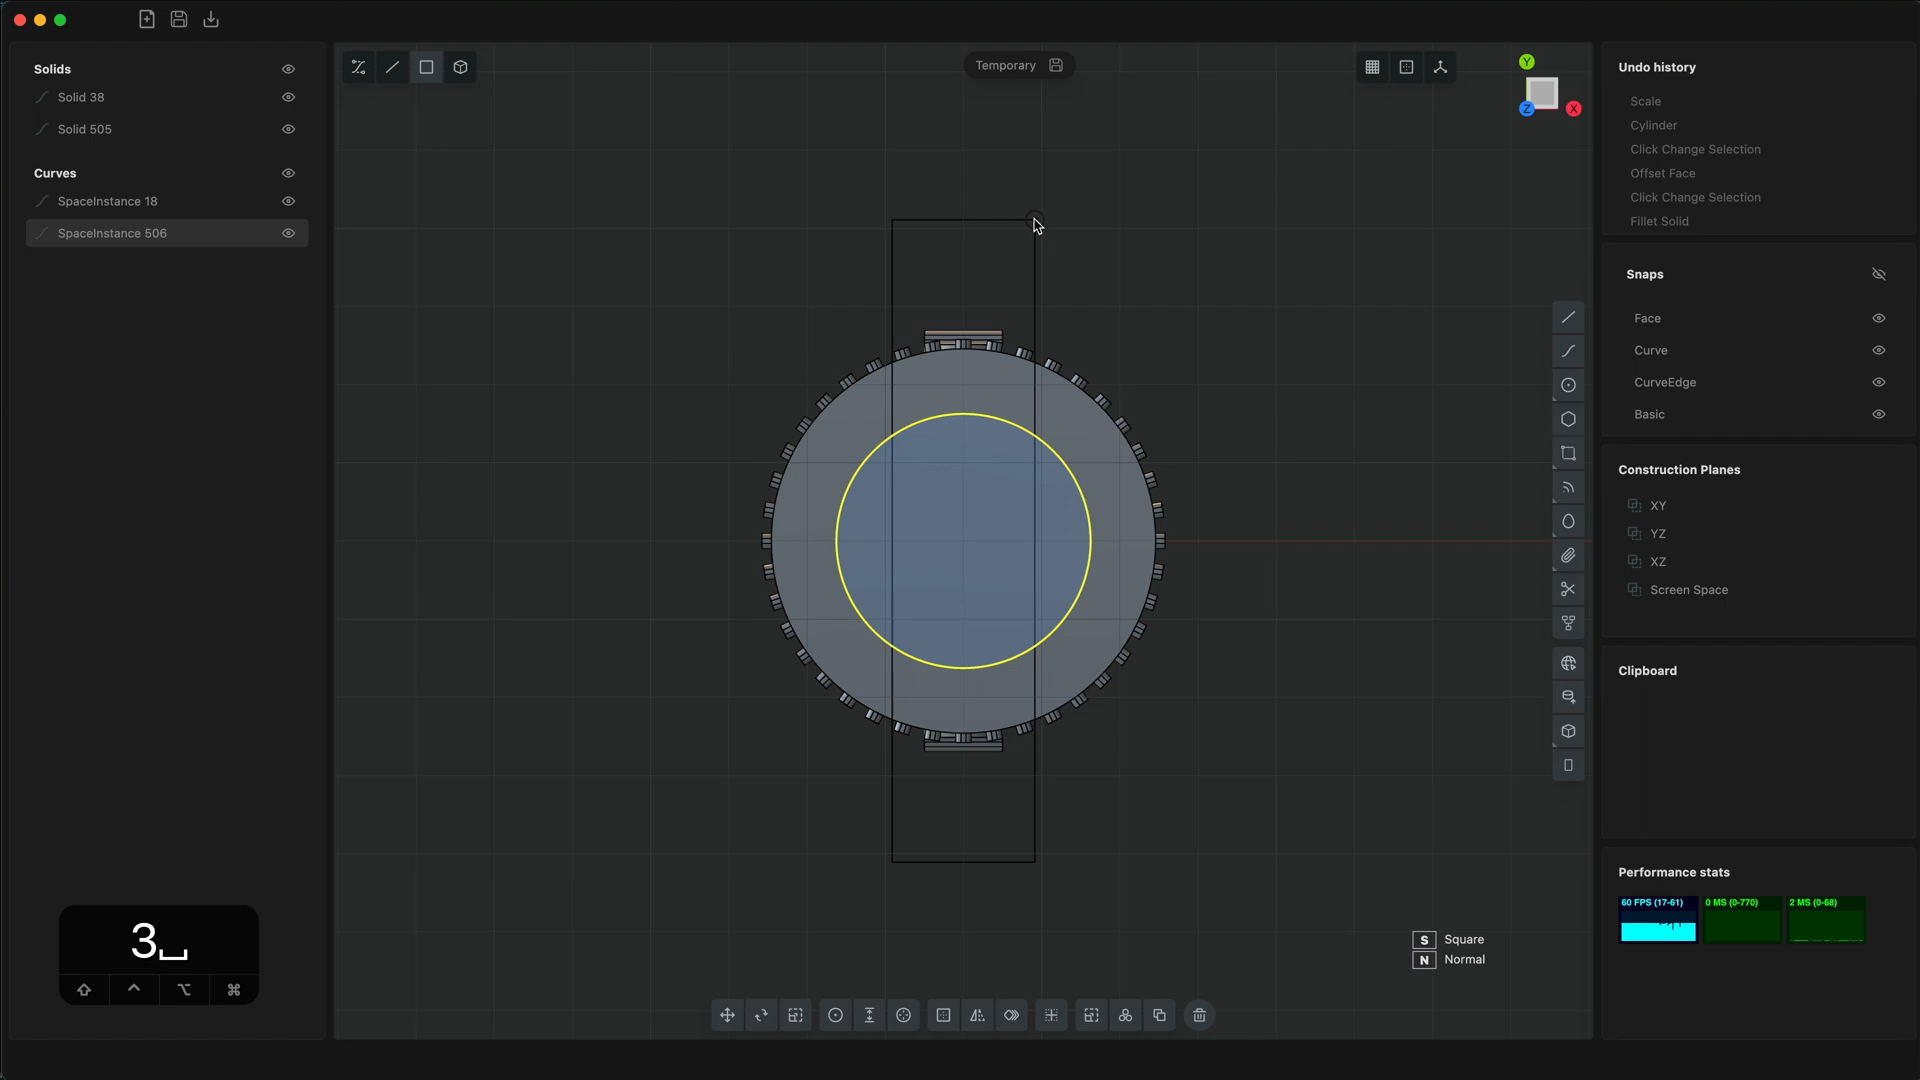 Solids
Solid 38
Solid 505
Curves
SpaceInstance 18
SpaceInstance 506
Temporary
Y
Z
X
Undo history
Scale
Cylinder
Click Change Selection
Offset Face
Click Change Selection
Fillet Solid
Snaps
Face
Curve
CurveEdge
Basic
Construction Planes
XY
YZ
XZ
Screen Space
Clipboard
Performance stats
60 FPS (17-61)
0 MS (0-770)
2 MS (0-68)
S Square
N Normal
3␣